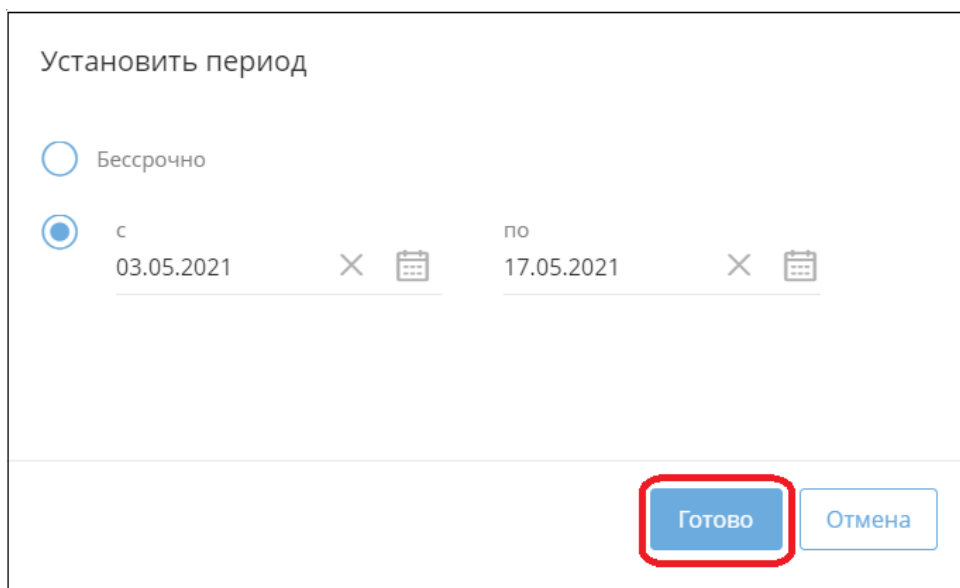 Установить период
Бессрочно
с по
03.05.2021 17.05.2021
Готово Отмена